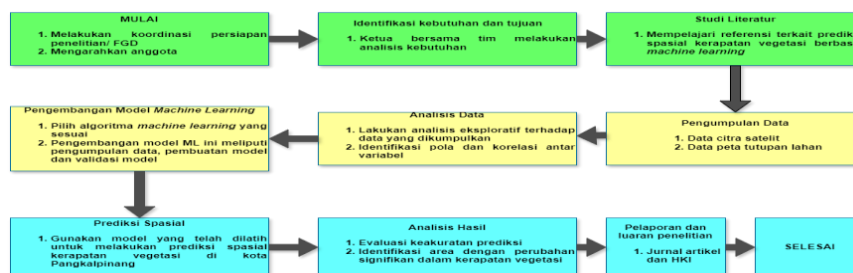 MULAI
1. Melakukan koordinasi persiapan
penelitian/ FGD
2. Mengarahkan anggota
Identifikasi kebutuhan dan tujuan
1. Ketua bersama tim melakukan
analisis kebutuhan
Studi Literatur
1. Mempelajari referensi terkait predik
spasial kerapatan vegetasi berbas
machine learning
Pengumpulan Data
1. Data citra satelit
2. Data peta tutupan lahan
Analisis Data
1. Lakukan analisis eksploratif terhadap
data yang dikumpulkan
2. Identifikasi pola dan korelasi antar
variabel
Pengembangan Model Machine Learning
1. Pilih algoritma machine learning yang
sesuai
2. Pengembangan model ML ini meliputi
pengumpulan data, pembuatan model
dan validasi model
Prediksi Spasial
1. Gunakan model yang telah dilatih
untuk melakukan prediksi spasial
kerapatan vegetasi di kota
Pangkalpinang
Analisis Hasil
1. Evaluasi keakuratan prediksi
2. Identifikasi area dengan perubahan
signifikan dalam kerapatan vegetasi
Pelaporan dan
luaran penelitian
1. Jurnal artikel
dan HKI
SELESAI